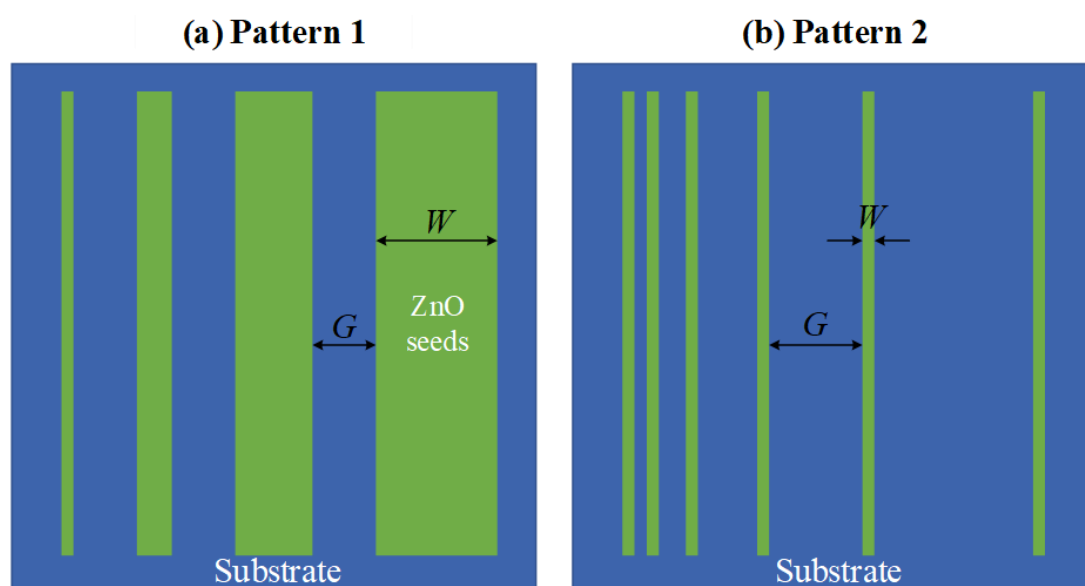 (a) Pattern 1
(b) Pattern 2
W
ZnO
seeds
G
Substrate
W
G
Substrate